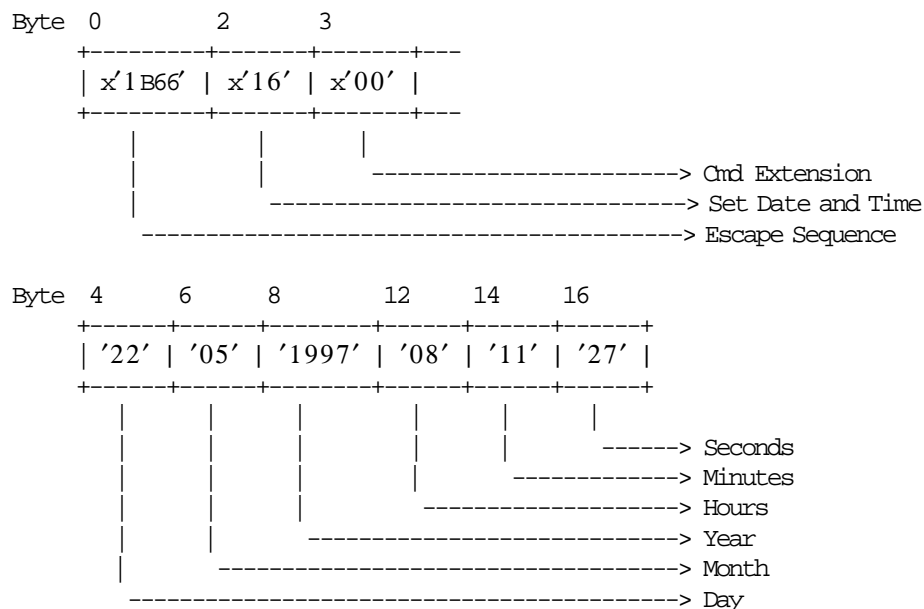 Byte 0 2 3
+---------+-------+-------+---
| x'1B66' | x'16' | x'00' |
+---------+-------+-------+---
| | |
| | ------------------------> Cmd Extension
| --------------------------------> Set Date and Time
------------------------------------------> Escape Sequence
Byte 4 6 8 12 14 16
+------+------+--------+------+------+------+
| '22' | '05' | '1997' | '08' | '11' | '27' |
+------+------+--------+------+------+------+
| | | | | |
| | | | | ------> Seconds
| | | | -------------> Minutes
| | | --------------------> Hours
| | -----------------------------> Year
| ------------------------------------> Month
-------------------------------------------> Day